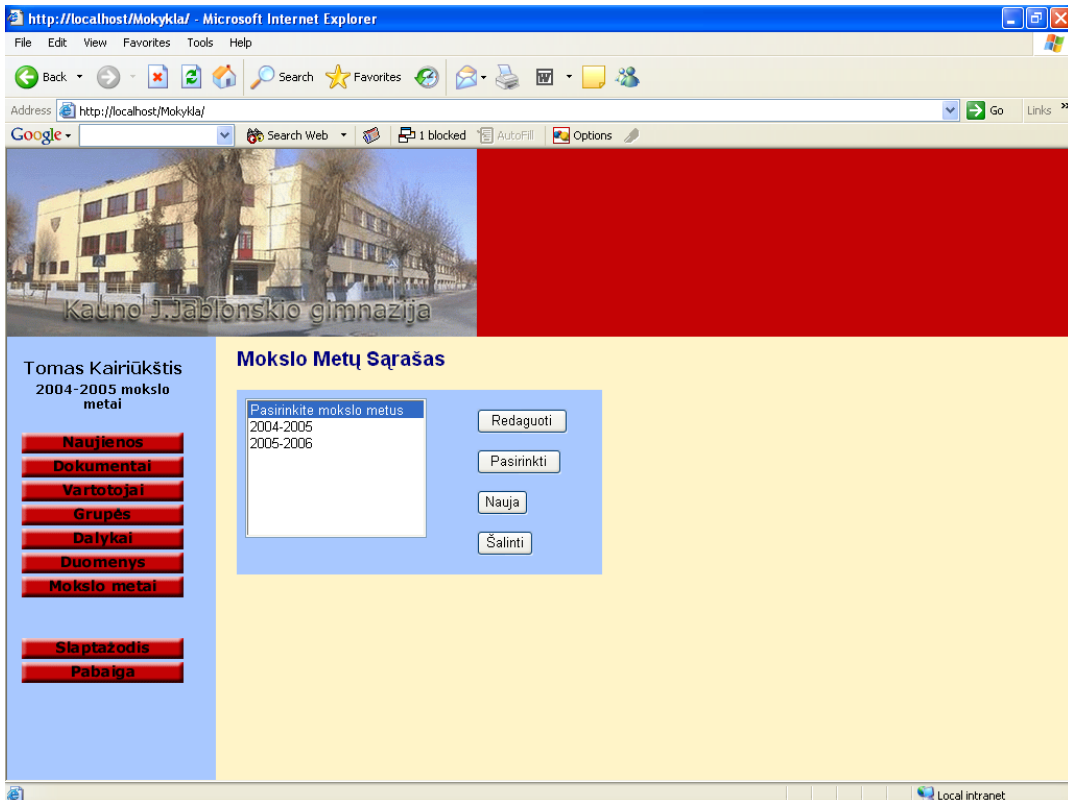 http://localhost/Mokykla/ - Microsoft Internet Explorer
File Edit View Favorites Tools Help
Back Search Favorites
Address http://localhost/Mokykla/ Go Links »
Google Search Web 1 blocked AutoFill Options
Kauno J.Jablonskio gimnazija
Tomas Kairiūkštis
2004-2005 mokslo
metai
Naujienos
Dokumentai
Vartotojai
Grupės
Dalykai
Duomenys
Mokslo metai
Slaptažodis
Pabaiga
Mokslo Metų Sąrašas
Pasirinkite mokslo metus
2004-2005
2005-2006
Redaguoti
Pasirinkti
Nauja
Šalinti
Local intranet